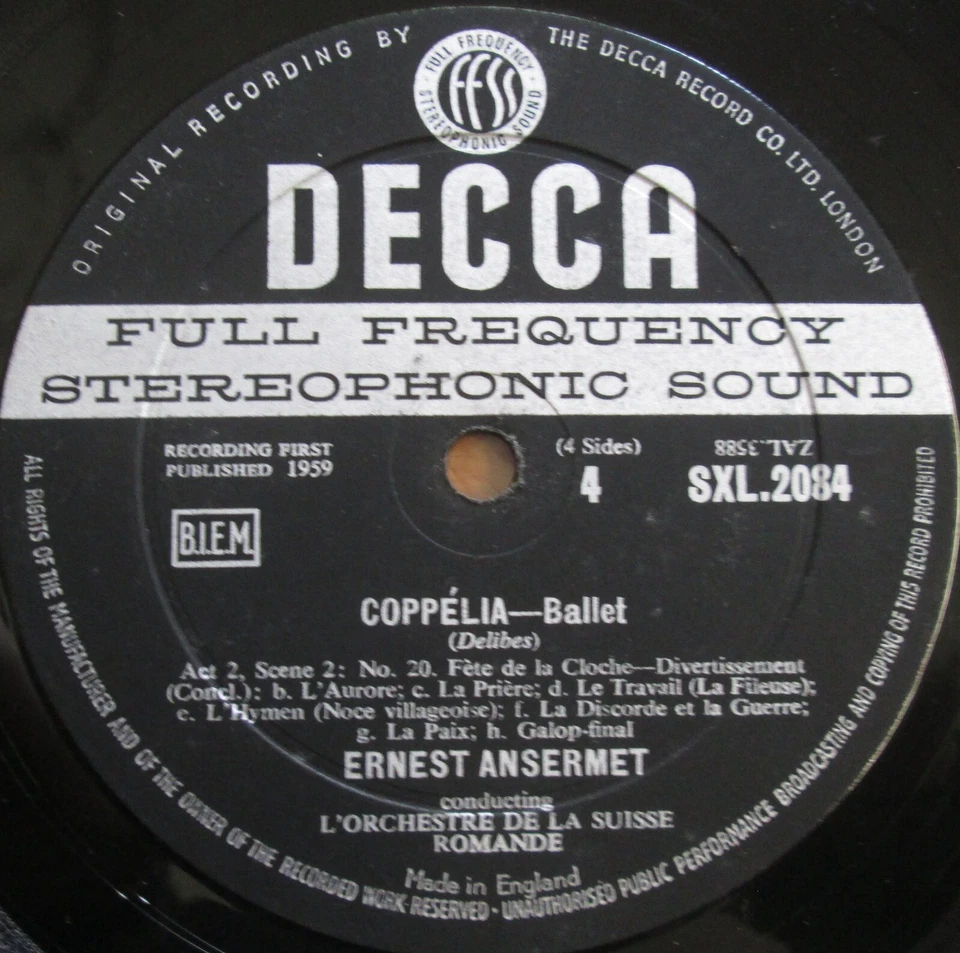 ORIGINAL RECORDING BY
THE DECCA RECORD CO. LTD. LONDON
FULL FREQUENCY
FFSS
STEREOPHONIC SOUND
DECCA
FULL FREQUENCY
STEREOPHONIC SOUND
RECORDING FIRST
PUBLISHED 1959
(4 Sides)
4
ZAL.3588
SXL.2084
B.I.E.M.
COPPÉLIA—Ballet
(Delibes)
Act 2, Scene 2: No. 20. Fète de la Cloche—Divertissement
(Concl.): b. L'Aurore; c. La Prière; d. Le Travail (La Fileuse);
e. L'Hymen (Noce villageoise); f. La Discorde et la Guerre;
g. La Paix; h. Galop-final
ERNEST ANSERMET
conducting
L'ORCHESTRE DE LA SUISSE
ROMANDE
Made in England
ALL RIGHTS OF THE MANUFACTURER AND OF THE OWNER OF THE RECORDED WORK RESERVED · UNAUTHORISED PUBLIC PERFORMANCE BROADCASTING AND COPYING OF THIS RECORD PROHIBITED